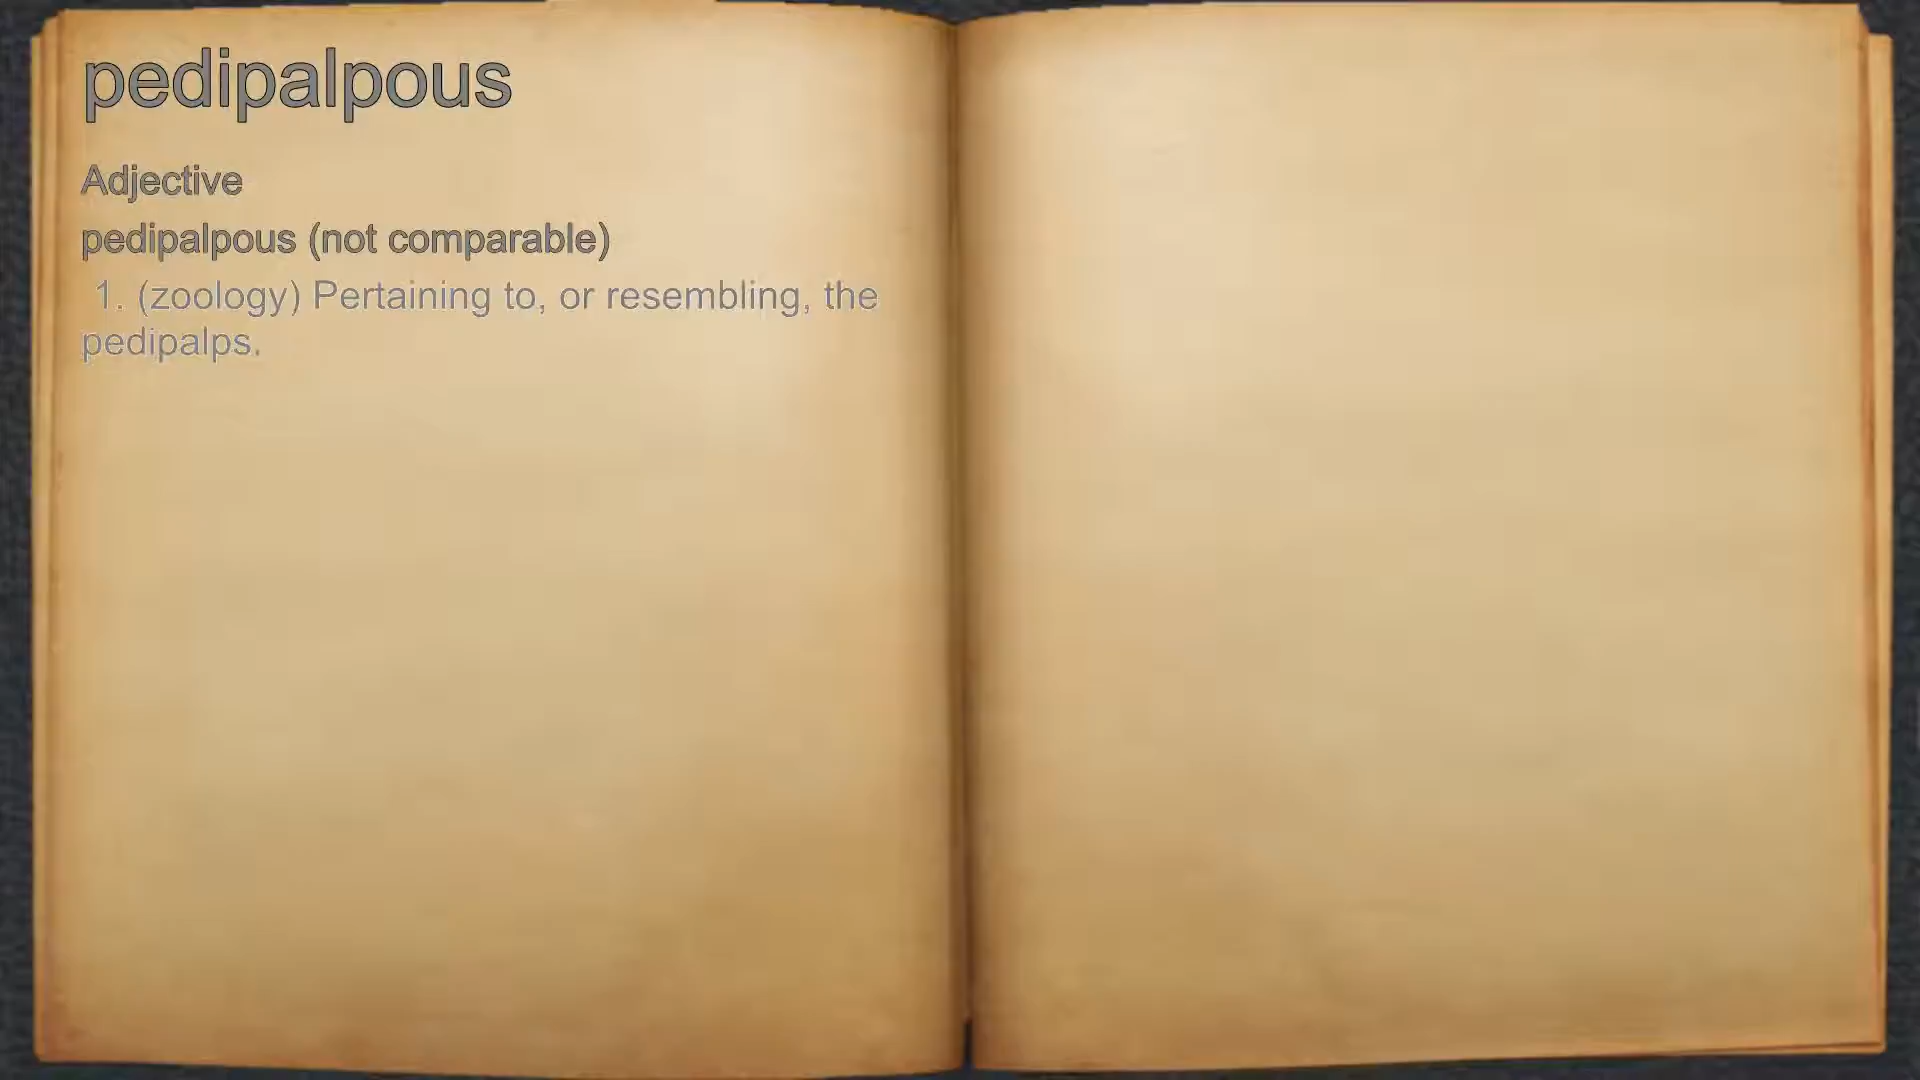 pedipalpous
Adjective
pedipalpous (not comparable)
1. (zoology) Pertaining to, or resembling, the
pedipalps.